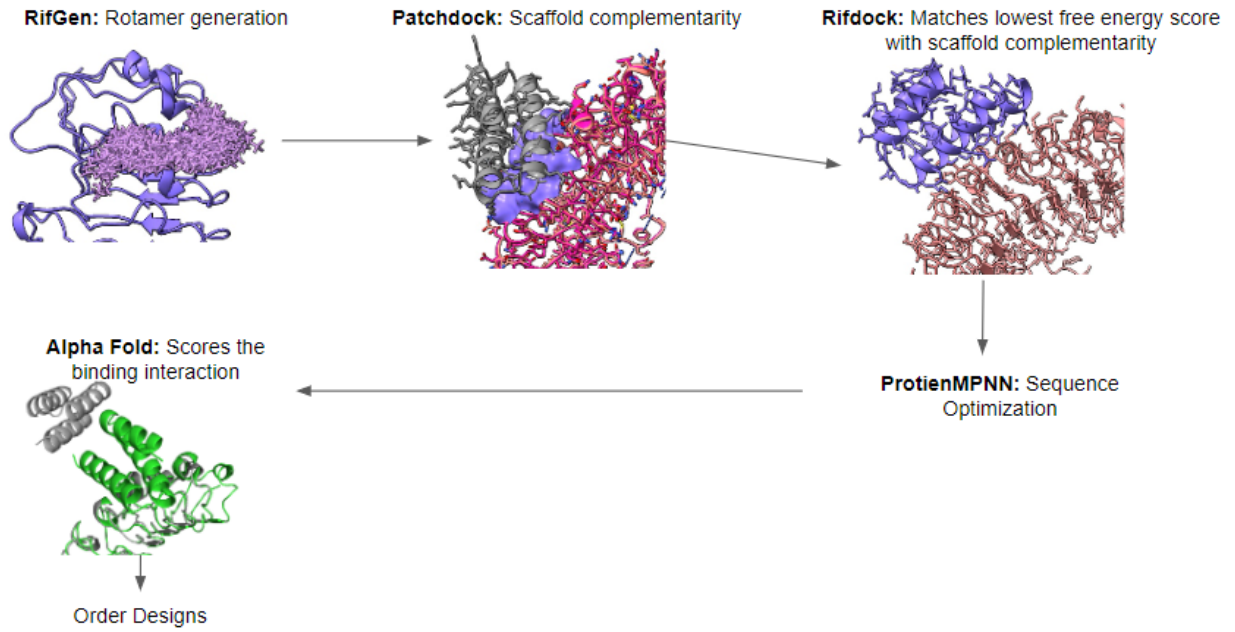 RifGen: Rotamer generation
Patchdock: Scaffold complementarity
Rifdock: Matches lowest free energy score
with scaffold complementarity
ProtienMPNN: Sequence
Optimization
Alpha Fold: Scores the
binding interaction
Order Designs